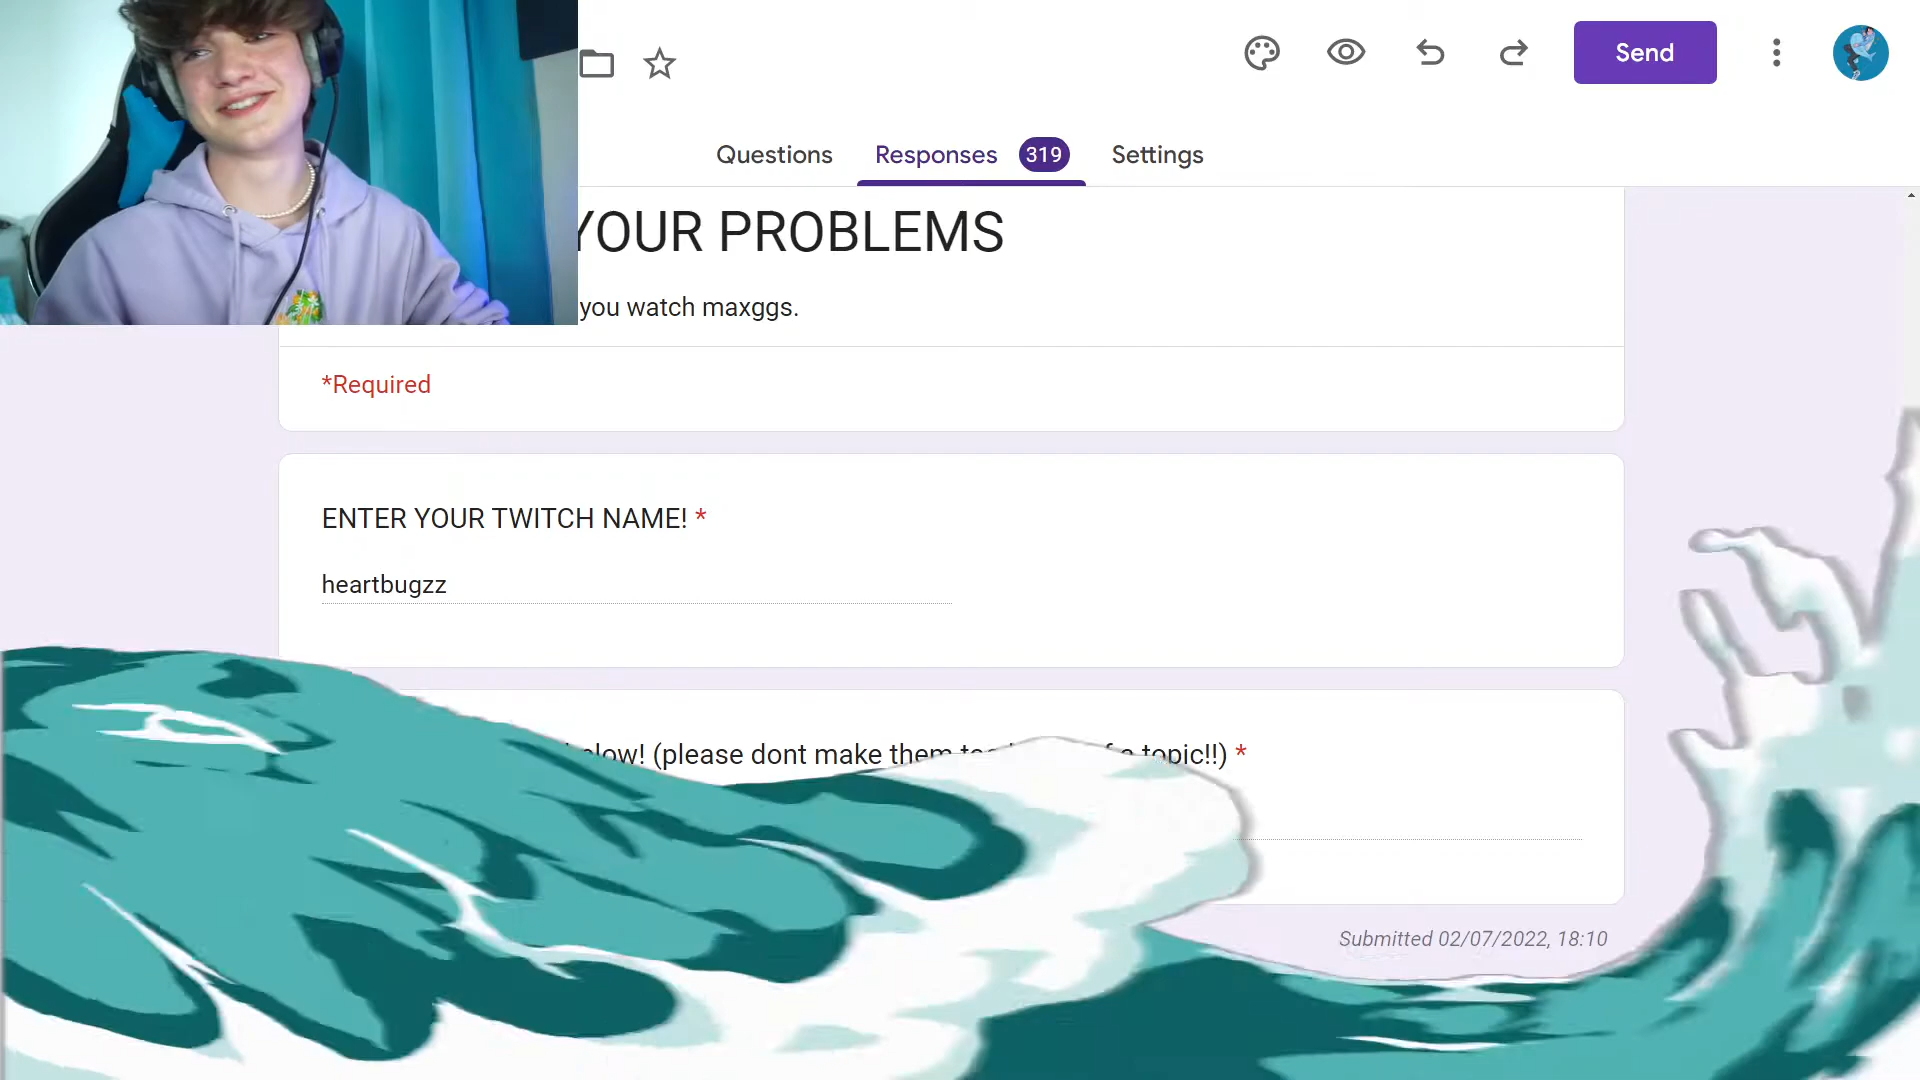 Send
Questions Responses 319 Settings
YOUR PROBLEMS
you watch maxggs.
*Required
ENTER YOUR TWITCH NAME! *
heartbugzz
(please dont make them topic!!) *
Submitted 02/07/2022, 18:10